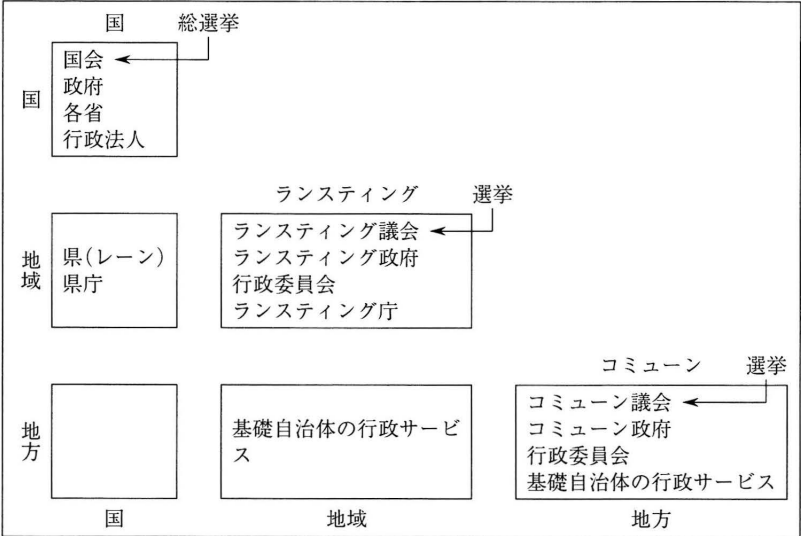 国 総選挙
国
国会
政府
各省
行政法人
ランスティング 選挙
地域
県(レーン)
県庁
ランスティング議会
ランスティング政府
行政委員会
ランスティング庁
コミューン 選挙
地方
基礎自治体の行政サービ
ス
コミューン議会
コミューン政府
行政委員会
基礎自治体の行政サービス
国 地域 地方